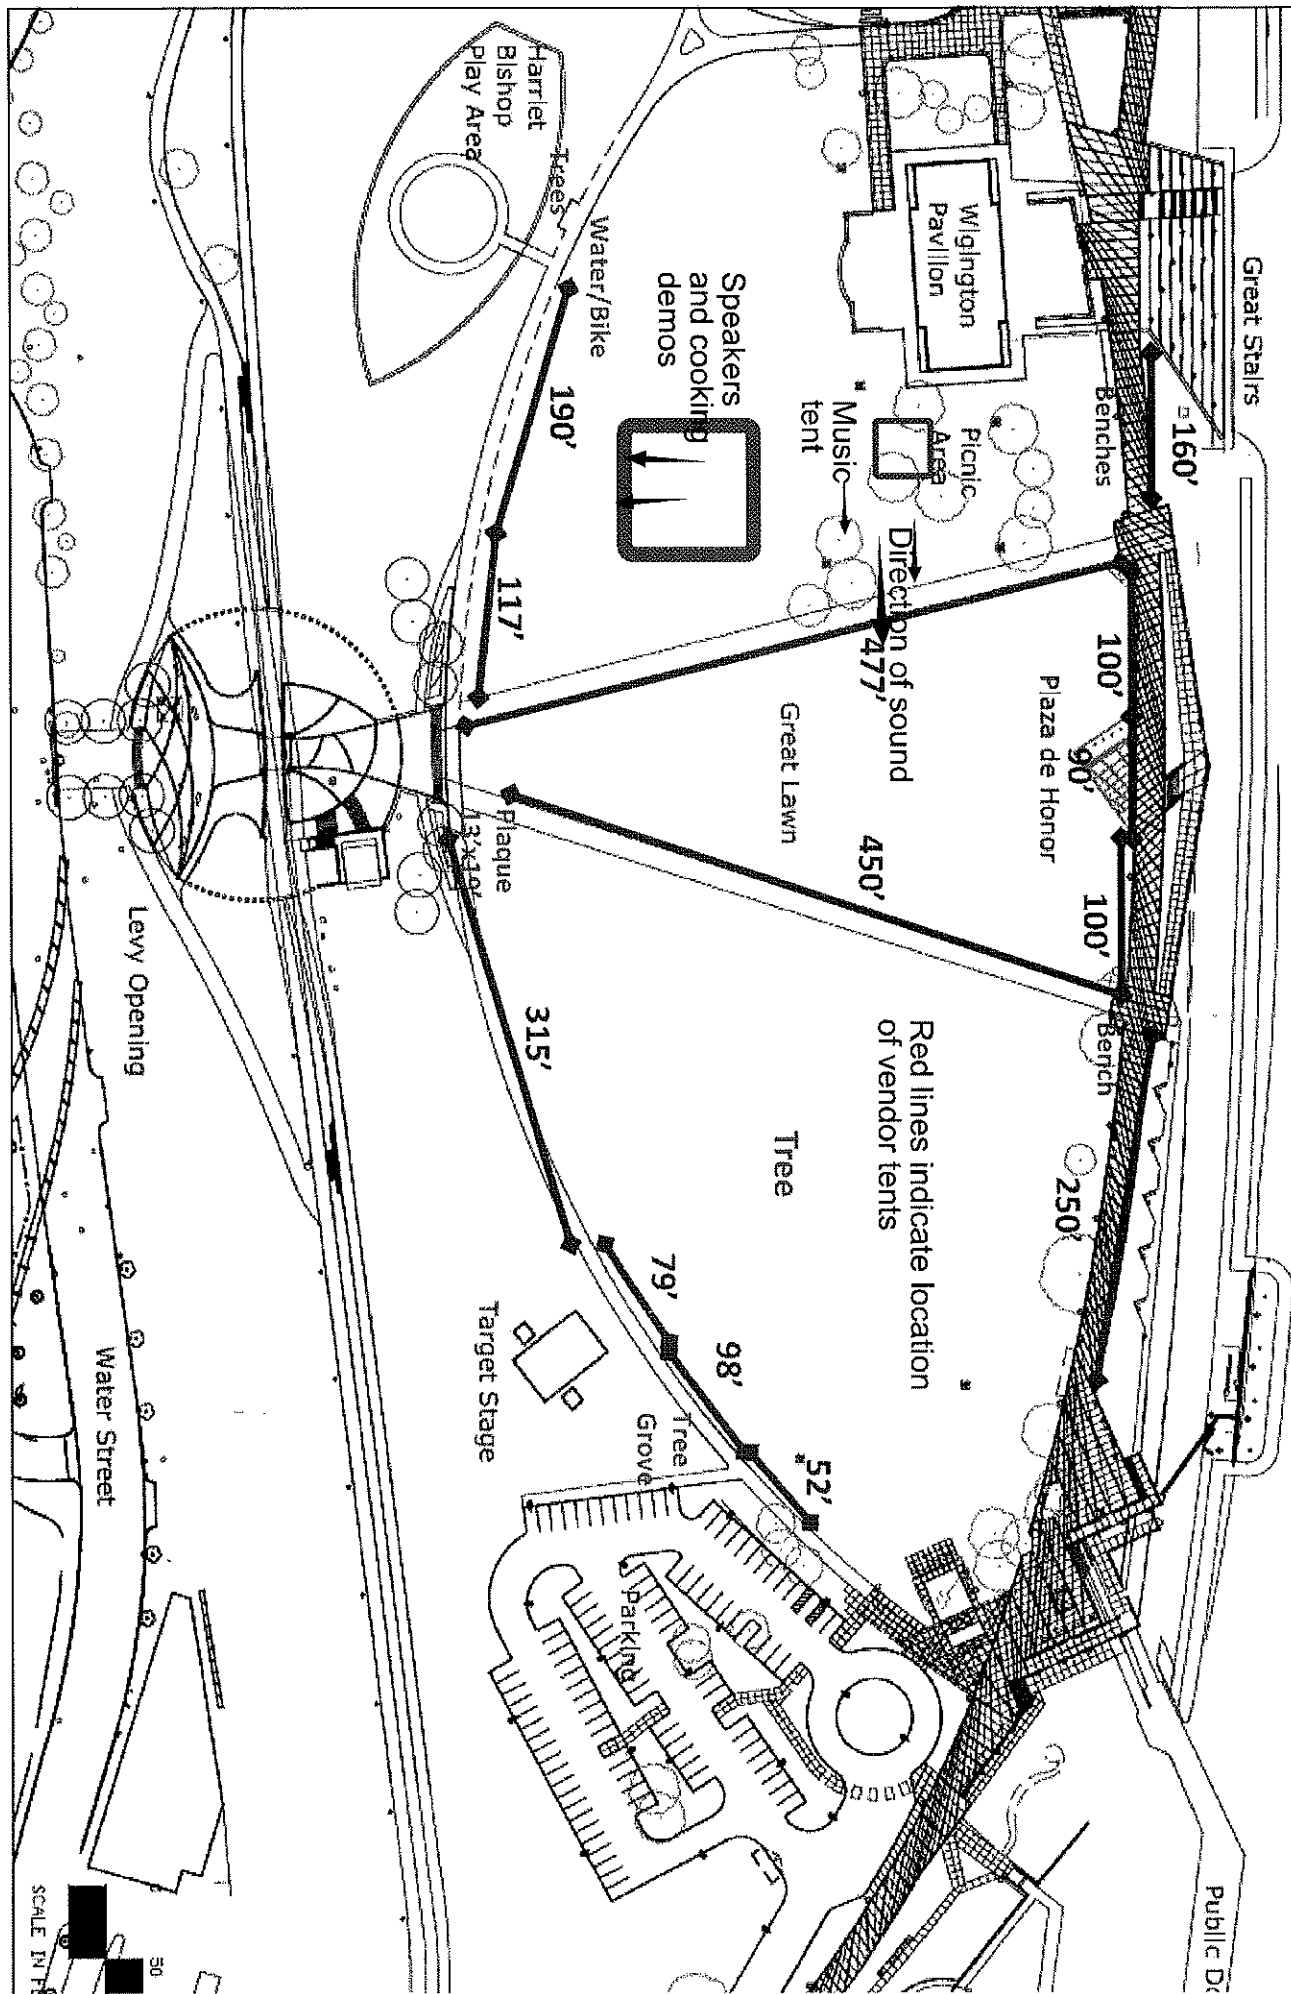 Great Stairs
160'
Benches
Wigington
Pavilion
Picnic
Area
Music
tent
Speakers
and cooking
demos
Water/Bike
Trees
Harriet
Bishop
Play Area
190'
117'
Direction of sound
477'
100'
Plaza de Honor
90'
100'
Great Lawn
450'
Plaque
13'x19'
Levy Opening
315'
Bench
250'
Red lines indicate location
of vendor tents
Tree
79'
98'
52'
Target Stage
Tree
Grove
Parking
Water Street
Public D
50
SCALE IN F